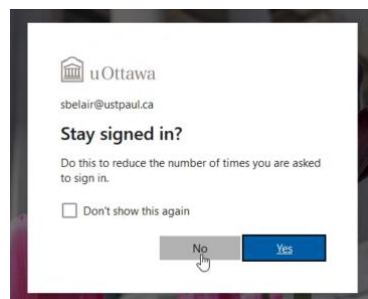 uOttawa
sbelair@ustpaul.ca
Stay signed in?
Do this to reduce the number of times you are asked
to sign in.
Don't show this again
No Yes